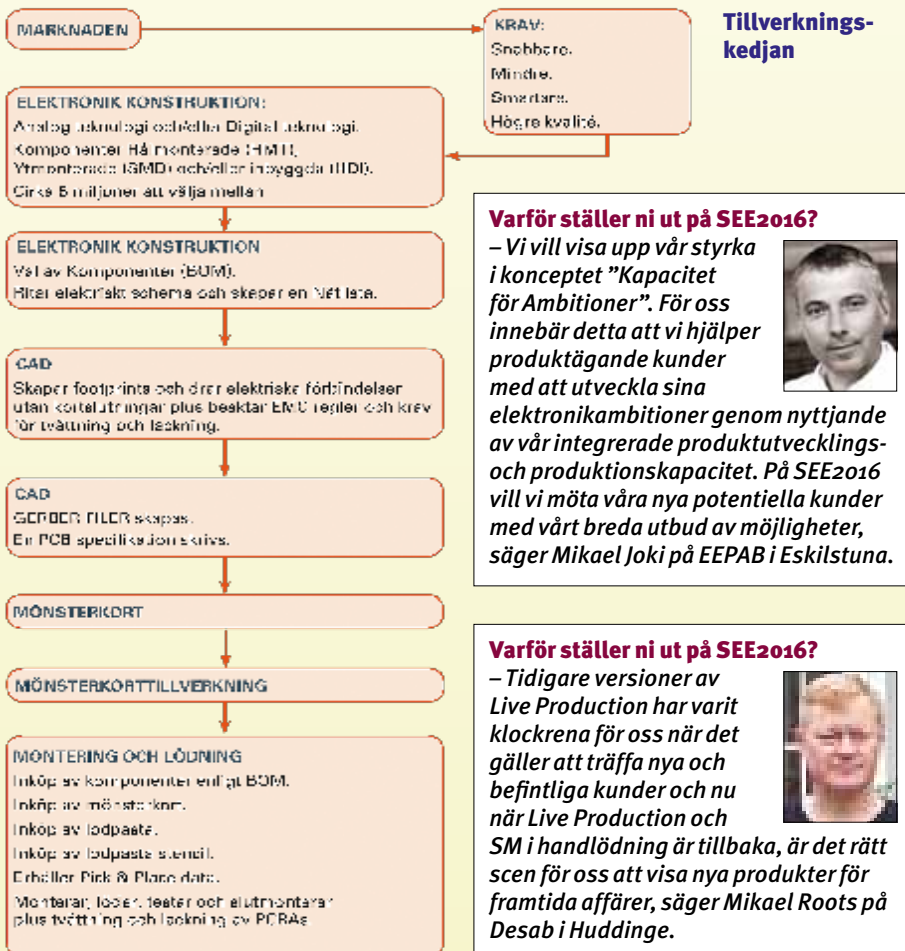 MARKNADEN
KRAV:
Snabbare.
Mindre.
Smartare.
Högre kvalité.
Tillverknings-
kedjan
ELEKTRONIK KONSTRUKTION:
Analog teknologi och/eller Digital teknologi.
Komponenter Hålmonterade (HMT),
Ytmonterade (SMD) och/eller inbyggda
Cirka miljoner att välja mellan
ELEKTRONIK KONSTRUKTION
Val av Komponenter (BOM).
Ritar elektriskt schema och skapar en Nätlista.
CAD
Skapar footprints och drar elektriska förbindelser
utan kortslutningar plus beaktar EMC regler och krav
för tvättning och lackning.
CAD
GERBER FILER skapas.
En PCB specifikation skrivs.
MÖNSTERKORT
MÖNSTERKORTTILLVERKNING
MONTERING OCH LÖDNING
Inköp av komponenter enligt BOM.
Inköp av mönsterkort.
Inköp av lodpasta.
Inköp av lodpasta stencil.
Erhåller Pick & Place data.
Monterar, löder, testar och slutmonterar
plus tvättning och lackning av PCBAs
Varför ställer ni ut på SEE2016?
– Vi vill visa upp vår styrka
i konceptet ”Kapacitet
för Ambitioner”. För oss
innebär detta att vi hjälper
produktägande kunder
med att utveckla sina
elektronikambitioner genom nyttjande
av vår integrerade produktutvecklings-
och produktionskapacitet. På SEE2016
vill vi möta våra nya potentiella kunder
med vårt breda utbud av möjligheter,
säger Mikael Joki på EEPAB i Eskilstuna.
Varför ställer ni ut på SEE2016?
– Tidigare versioner av
Live Production har varit
klockrena för oss när det
gäller att träffa nya och
befintliga kunder och nu
när Live Production och
SM i handlödning är tillbaka, är det rätt
scen för oss att visa nya produkter för
framtida affärer, säger Mikael Roots på
Desab i Huddinge.